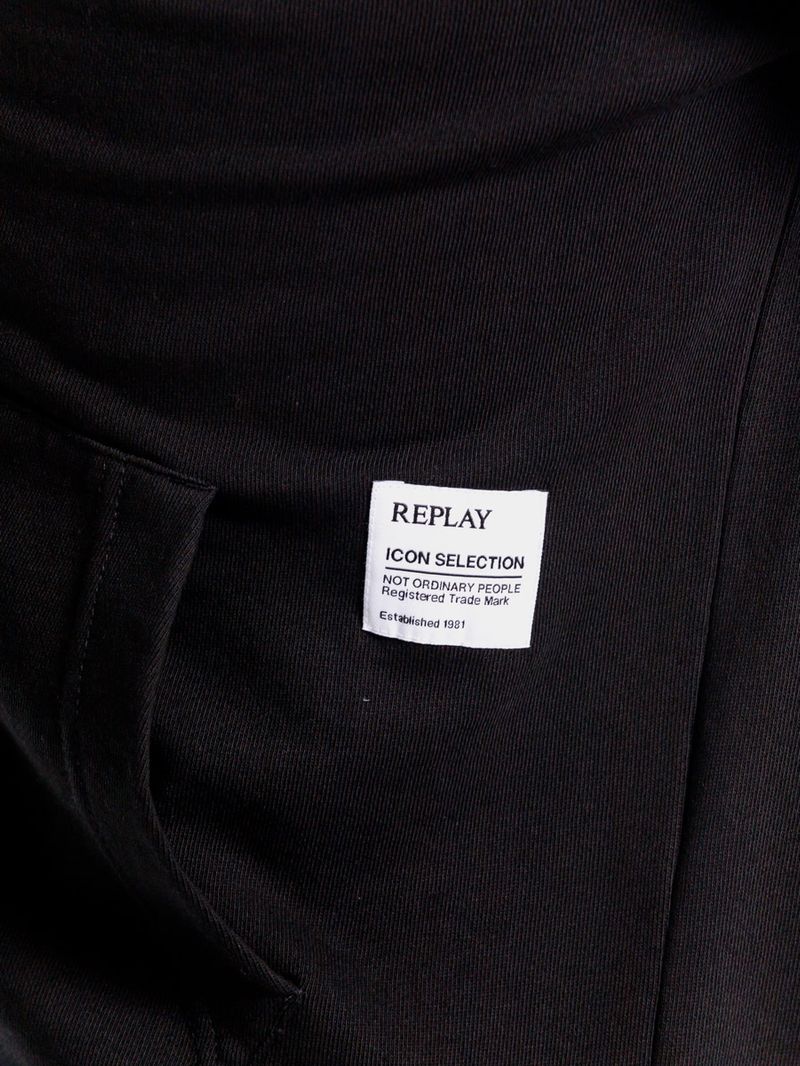 REPLAY
ICON SELECTION
NOT ORDINARY PEOPLE
Registered Trade Mark
Established 1981